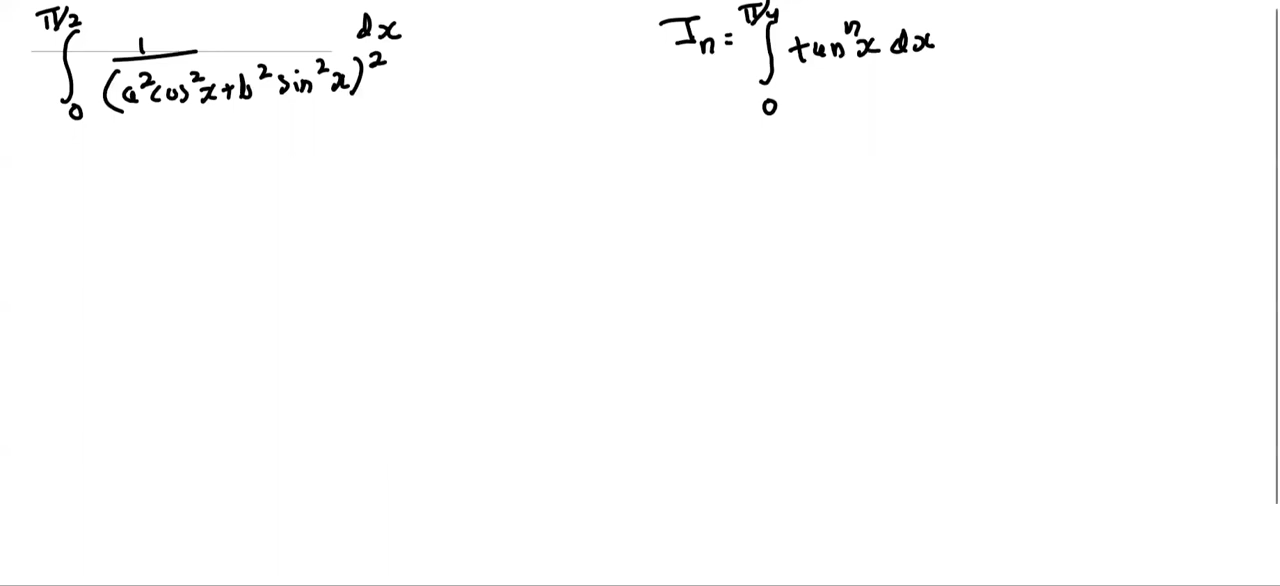 ∫₀^{π/2} 1/(a²cos²x+b²sin²x)² dx
Iₙ = ∫₀^{π/4} tanⁿx dx